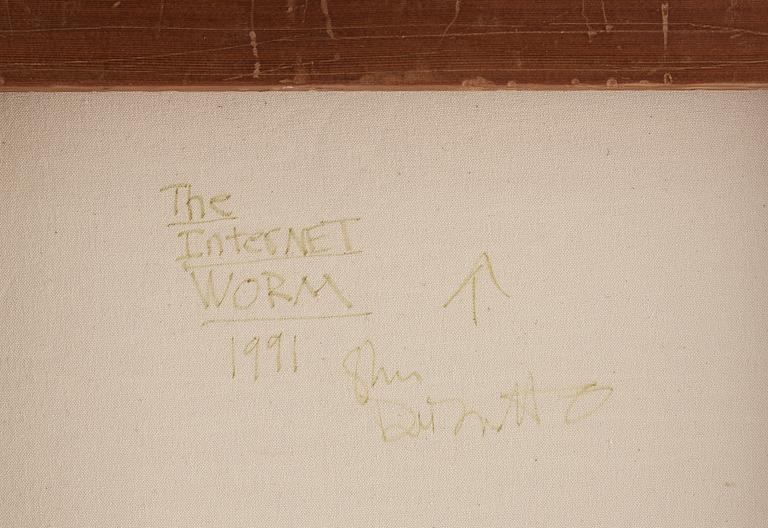 The
InterNET
WORM
1991